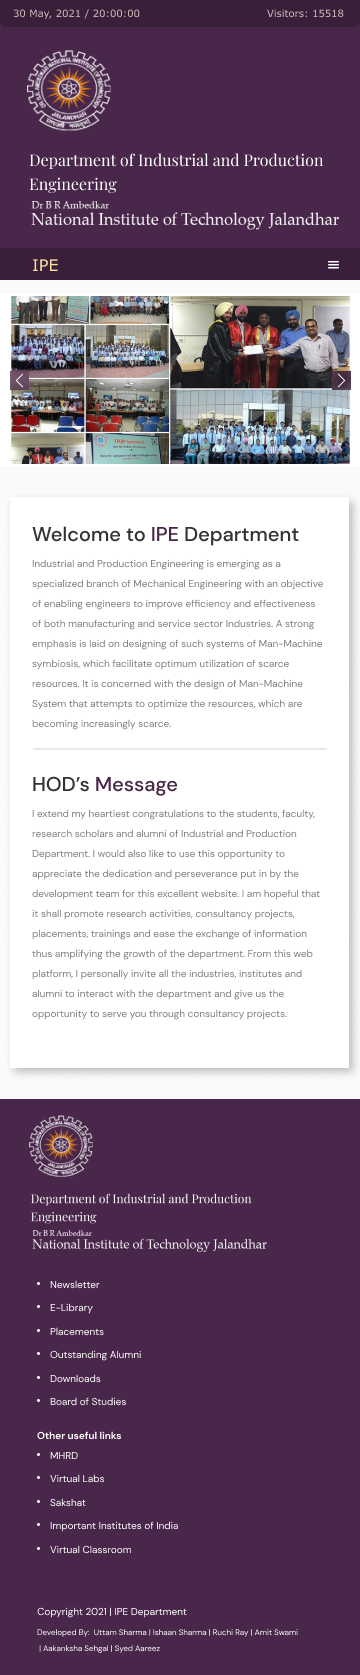 30 May, 2021 / 20:00:00 Visitors: 15518
JALANDHAR
Department of Industrial and Production
Engineering
Dr B R Ambedkar
National Institute of Technology Jalandhar
IPE
Welcome to IPE Department
Industrial and Production Engineering is emerging as a
specialized branch of Mechanical Engineering with an objective
of enabling engineers to improve efficiency and effectiveness
of both manufacturing and service sector Industries. A strong
emphasis is laid on designing of such systems of Man-Machine
symbiosis, which facilitate optimum utilization of scarce
resources. It is concerned with the design of Man-Machine
System that attempts to optimize the resources, which are
becoming increasingly scarce.
HOD's Message
I extend my heartiest congratulations to the students, faculty,
research scholars and alumni of Industrial and Production
Department. I would also like to use this opportunity to
appreciate the dedication and perseverance put in by the
development team for this excellent website. I am hopeful that
it shall promote research activities, consultancy projects,
placements, trainings and ease the exchange of information
thus amplifying the growth of the department. From this web
platform, I personally invite all the industries, institutes and
alumni to interact with the department and give us the
opportunity to serve you through consultancy projects.
JALANDHAR
Department of Industrial and Production
Engineering
Dr B R Ambedkar
National Institute of Technology Jalandhar
• Newsletter
• E-Library
• Placements
• Outstanding Alumni
• Downloads
• Board of Studies
Other useful links
• MHRD
• Virtual Labs
• Sakshat
• Important Institutes of India
• Virtual Classroom
Copyright 2021 | IPE Department
Developed By: Uttam Sharma | Ishaan Sharma | Ruchi Ray | Amit Swami
| Aakanksha Sehgal | Syed Aareez